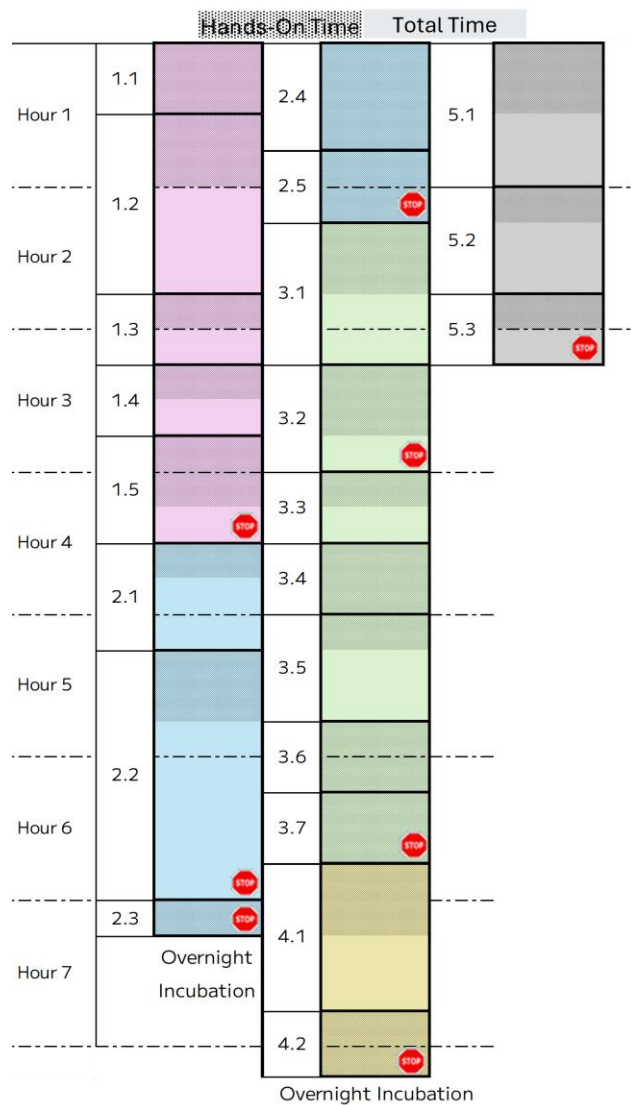 Hands-On Time Total Time
Hour 1
Hour 2
Hour 3
Hour 4
Hour 5
Hour 6
Hour 7
1.1
1.2
1.3
1.4
1.5
STOP
2.1
2.2
STOP
2.3
STOP
Overnight
Incubation
2.4
2.5
STOP
3.1
3.2
STOP
3.3
3.4
3.5
3.6
3.7
STOP
4.1
4.2
STOP
Overnight Incubation
5.1
5.2
5.3
STOP